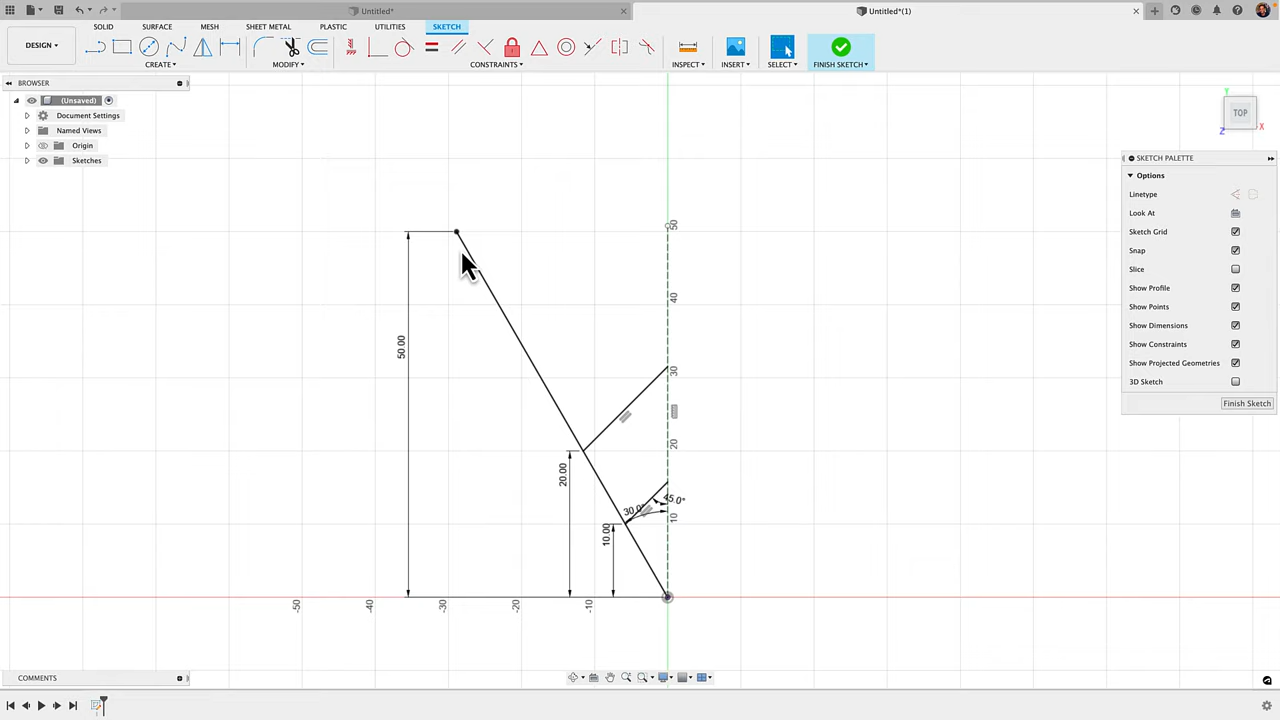 Untitled*
Untitled*(1)
DESIGN
SOLID
SURFACE
MESH
SHEET METAL
PLASTIC
UTILITIES
SKETCH
CREATE
MODIFY
CONSTRAINTS
INSPECT
INSERT
SELECT
FINISH SKETCH
BROWSER
(Unsaved)
Document Settings
Named Views
Origin
Sketches
TOP
Y
X
Z
SKETCH PALETTE
Options
Linetype
Look At
Sketch Grid
Snap
Slice
Show Profile
Show Points
Show Dimensions
Show Constraints
Show Projected Geometries
3D Sketch
Finish Sketch
50
40
30
20
10
50.00
20.00
10.00
30.0°
45.0°
-50
-40
-30
-20
-10
COMMENTS